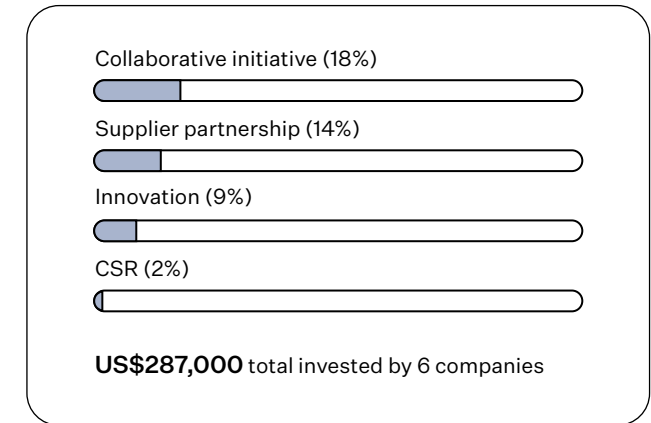 Collaborative initiative (18%)
Supplier partnership (14%)
Innovation (9%)
CSR (2%)
US$287,000 total invested by 6 companies